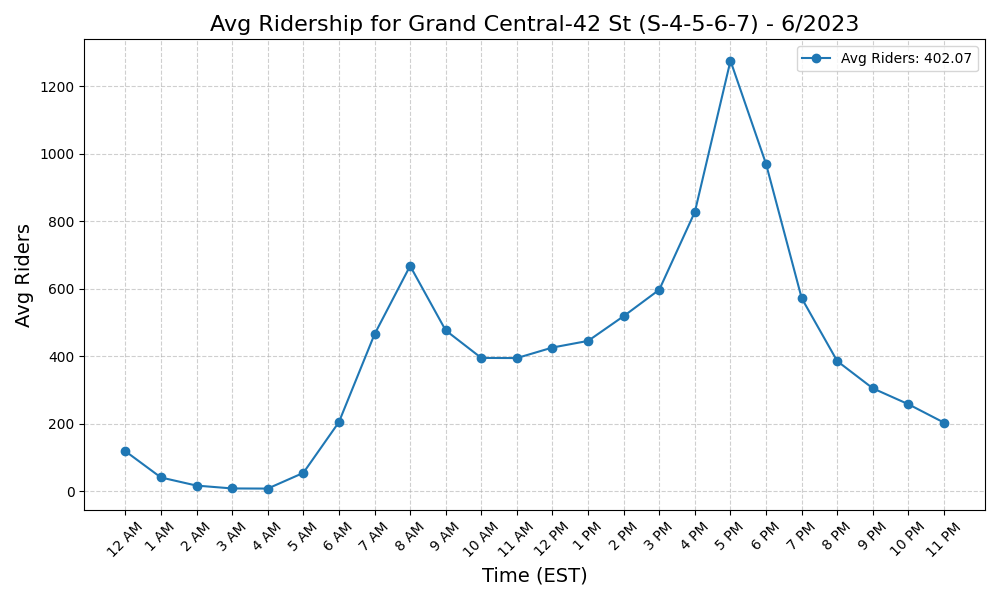 Avg Ridership for Grand Central-42 St (S-4-5-6-7) - 6/2023
Avg Riders: 402.07
Avg Riders
1200
1000
800
600
400
200
0
12 AM
1 AM
2 AM
3 AM
4 AM
5 AM
6 AM
7 AM
8 AM
9 AM
10 AM
11 AM
12 PM
1 PM
2 PM
3 PM
4 PM
5 PM
6 PM
7 PM
8 PM
9 PM
10 PM
11 PM
Time (EST)